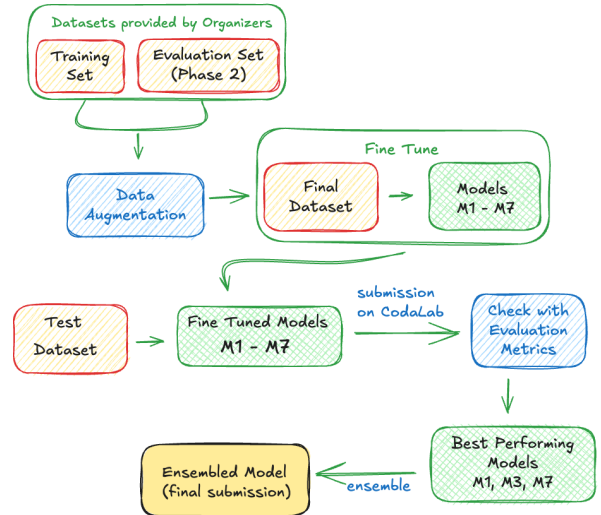 Datasets provided by Organizers
Training
Set
Evaluation Set
(Phase 2)
Data
Augmentation
Fine Tune
Final
Dataset
Models
M1 - M7
Test
Dataset
Fine Tuned Models
M1 - M7
submission
on CodaLab
Check with
Evaluation
Metrics
Best Performing
Models
M1, M3, M7
ensemble
Ensembled Model
(final submission)